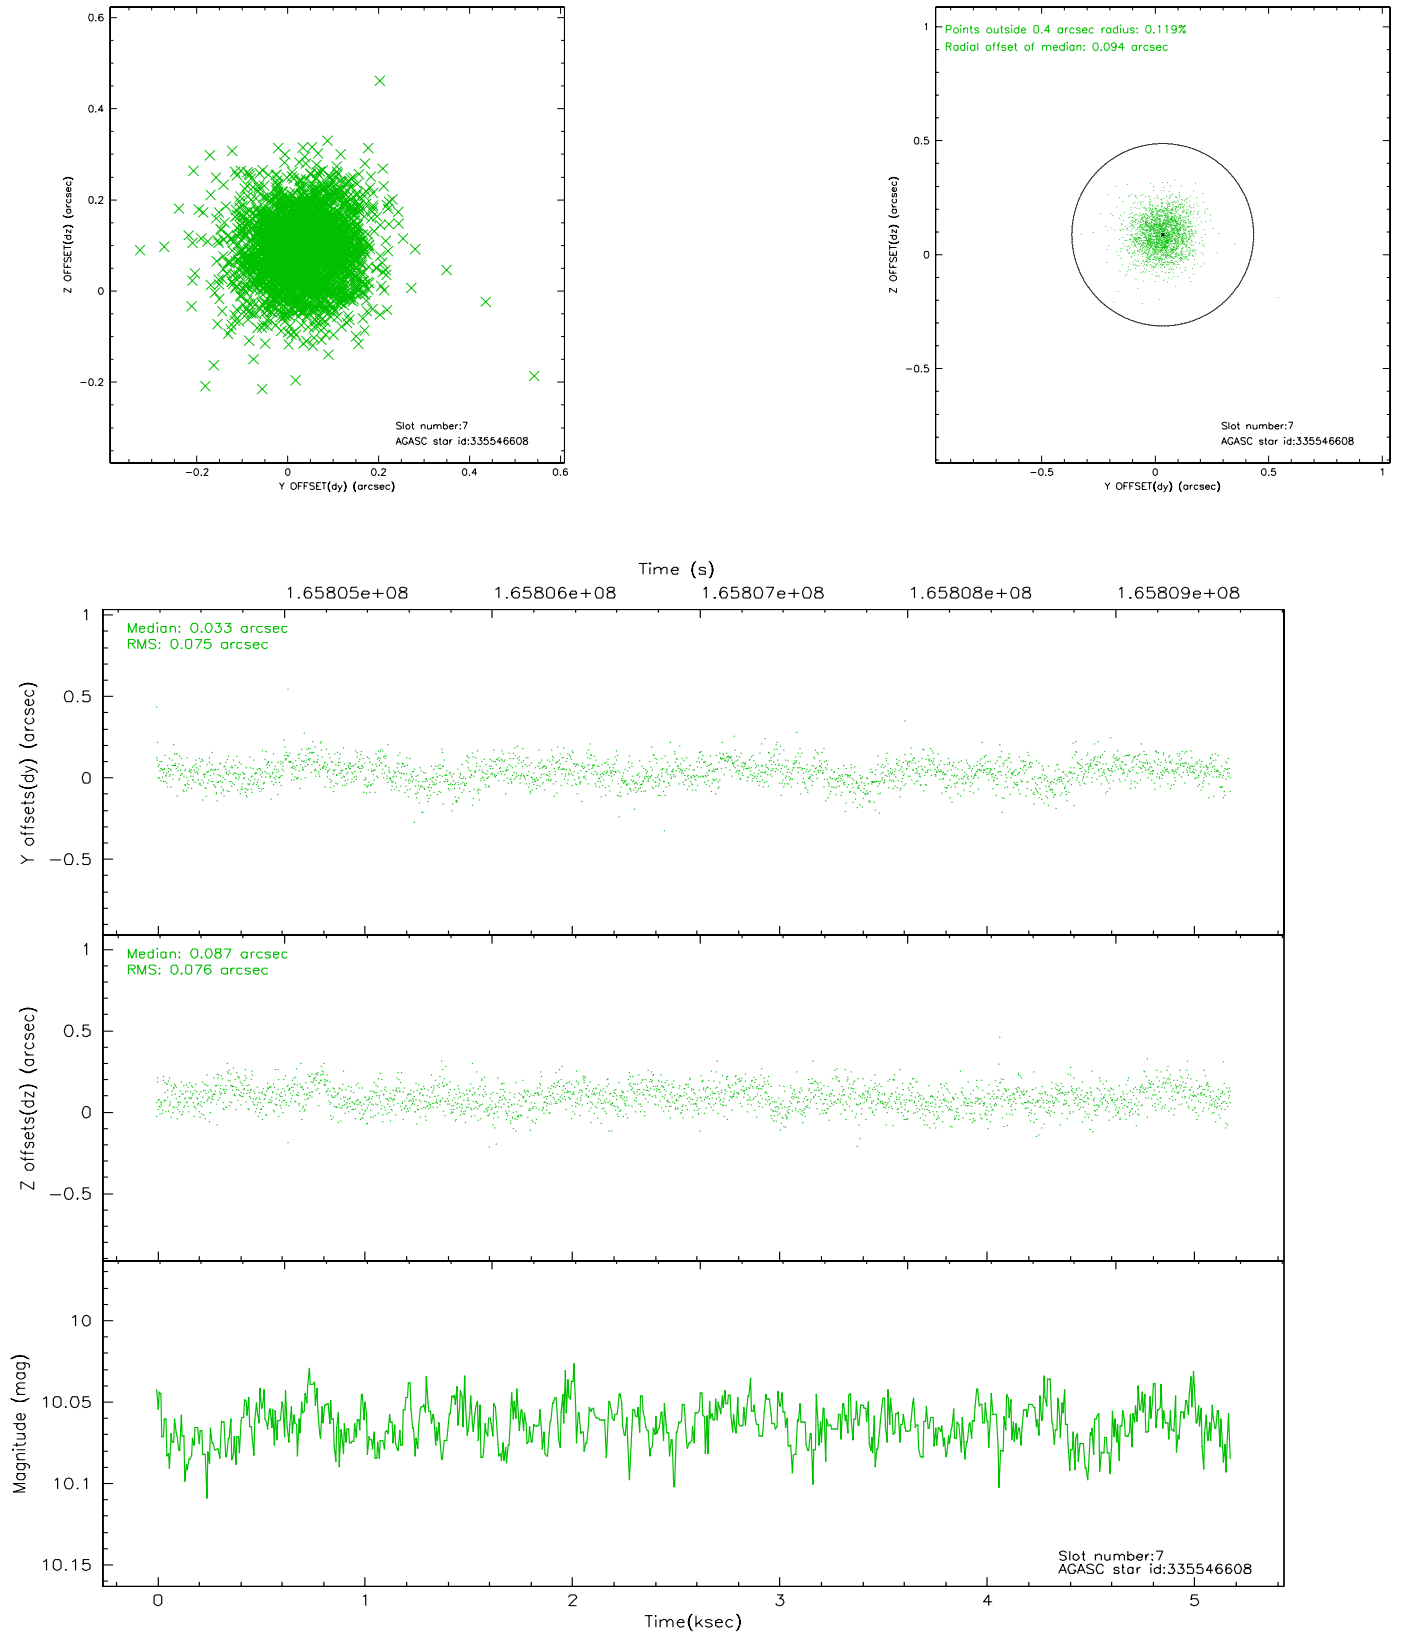 0.6
0.4
0.2
0
−0.2
Z OFFSET(dz) (arcsec)
Slot number:7
AGASC star id:335546608
−0.2 0 0.2 0.4 0.6
Y OFFSET(dy) (arcsec)
Points outside 0.4 arcsec radius: 0.119%
Radial offset of median: 0.094 arcsec
1
0.5
0
−0.5
Z OFFSET(dz) (arcsec)
Slot number:7
AGASC star id:335546608
−0.5 0 0.5 1
Y OFFSET(dy) (arcsec)
Time (s)
1.65805e+08 1.65806e+08 1.65807e+08 1.65808e+08 1.65809e+08
Median: 0.033 arcsec
RMS: 0.075 arcsec
1
0.5
0
−0.5
Y offsets(dy) (arcsec)
Median: 0.087 arcsec
RMS: 0.076 arcsec
1
0.5
0
−0.5
Z offsets(dz) (arcsec)
10
10.05
10.1
10.15
Magnitude (mag)
Slot number:7
AGASC star id:335546608
0 1 2 3 4 5
Time(ksec)